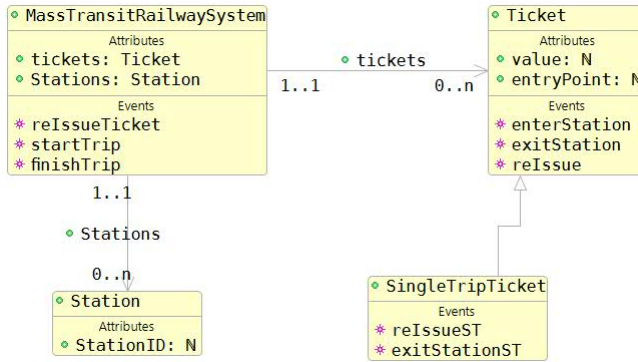 MassTransitRailwaySystem
Attributes
tickets: Ticket
Stations: Station
Events
reIssueTicket
startTrip
finishTrip
tickets
1..1
0..n
Ticket
Attributes
value: ℕ
entryPoint: ℕ
Events
enterStation
exitStation
reIssue
1..1
Stations
0..n
Station
Attributes
StationID: ℕ
SingleTripTicket
Events
reIssueST
exitStationST